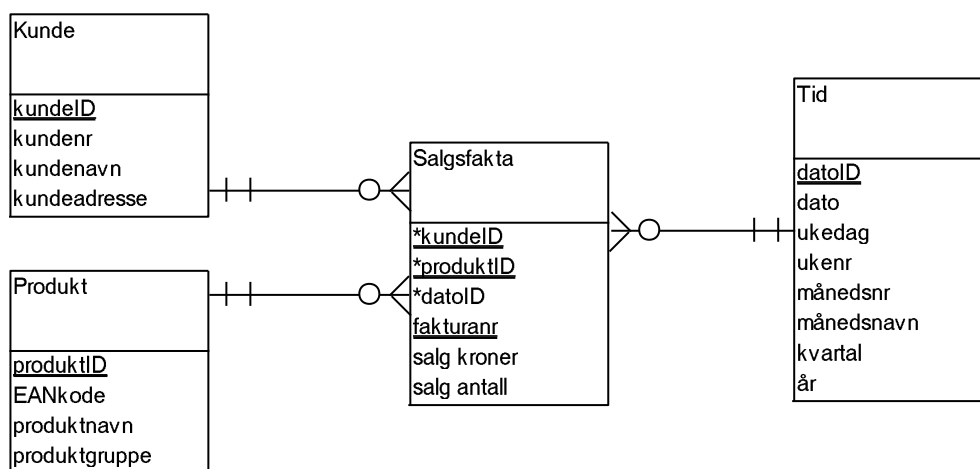 Kunde
kundeID
kundenr
kundenavn
kundeadresse
Produkt
produktID
EANkode
produktnavn
produktgruppe
Salgsfakta
*kundeID
*produktID
*datoID
fakturanr
salg kroner
salg antall
Tid
datoID
dato
ukedag
ukenr
månedsnr
månedsnavn
kvartal
år